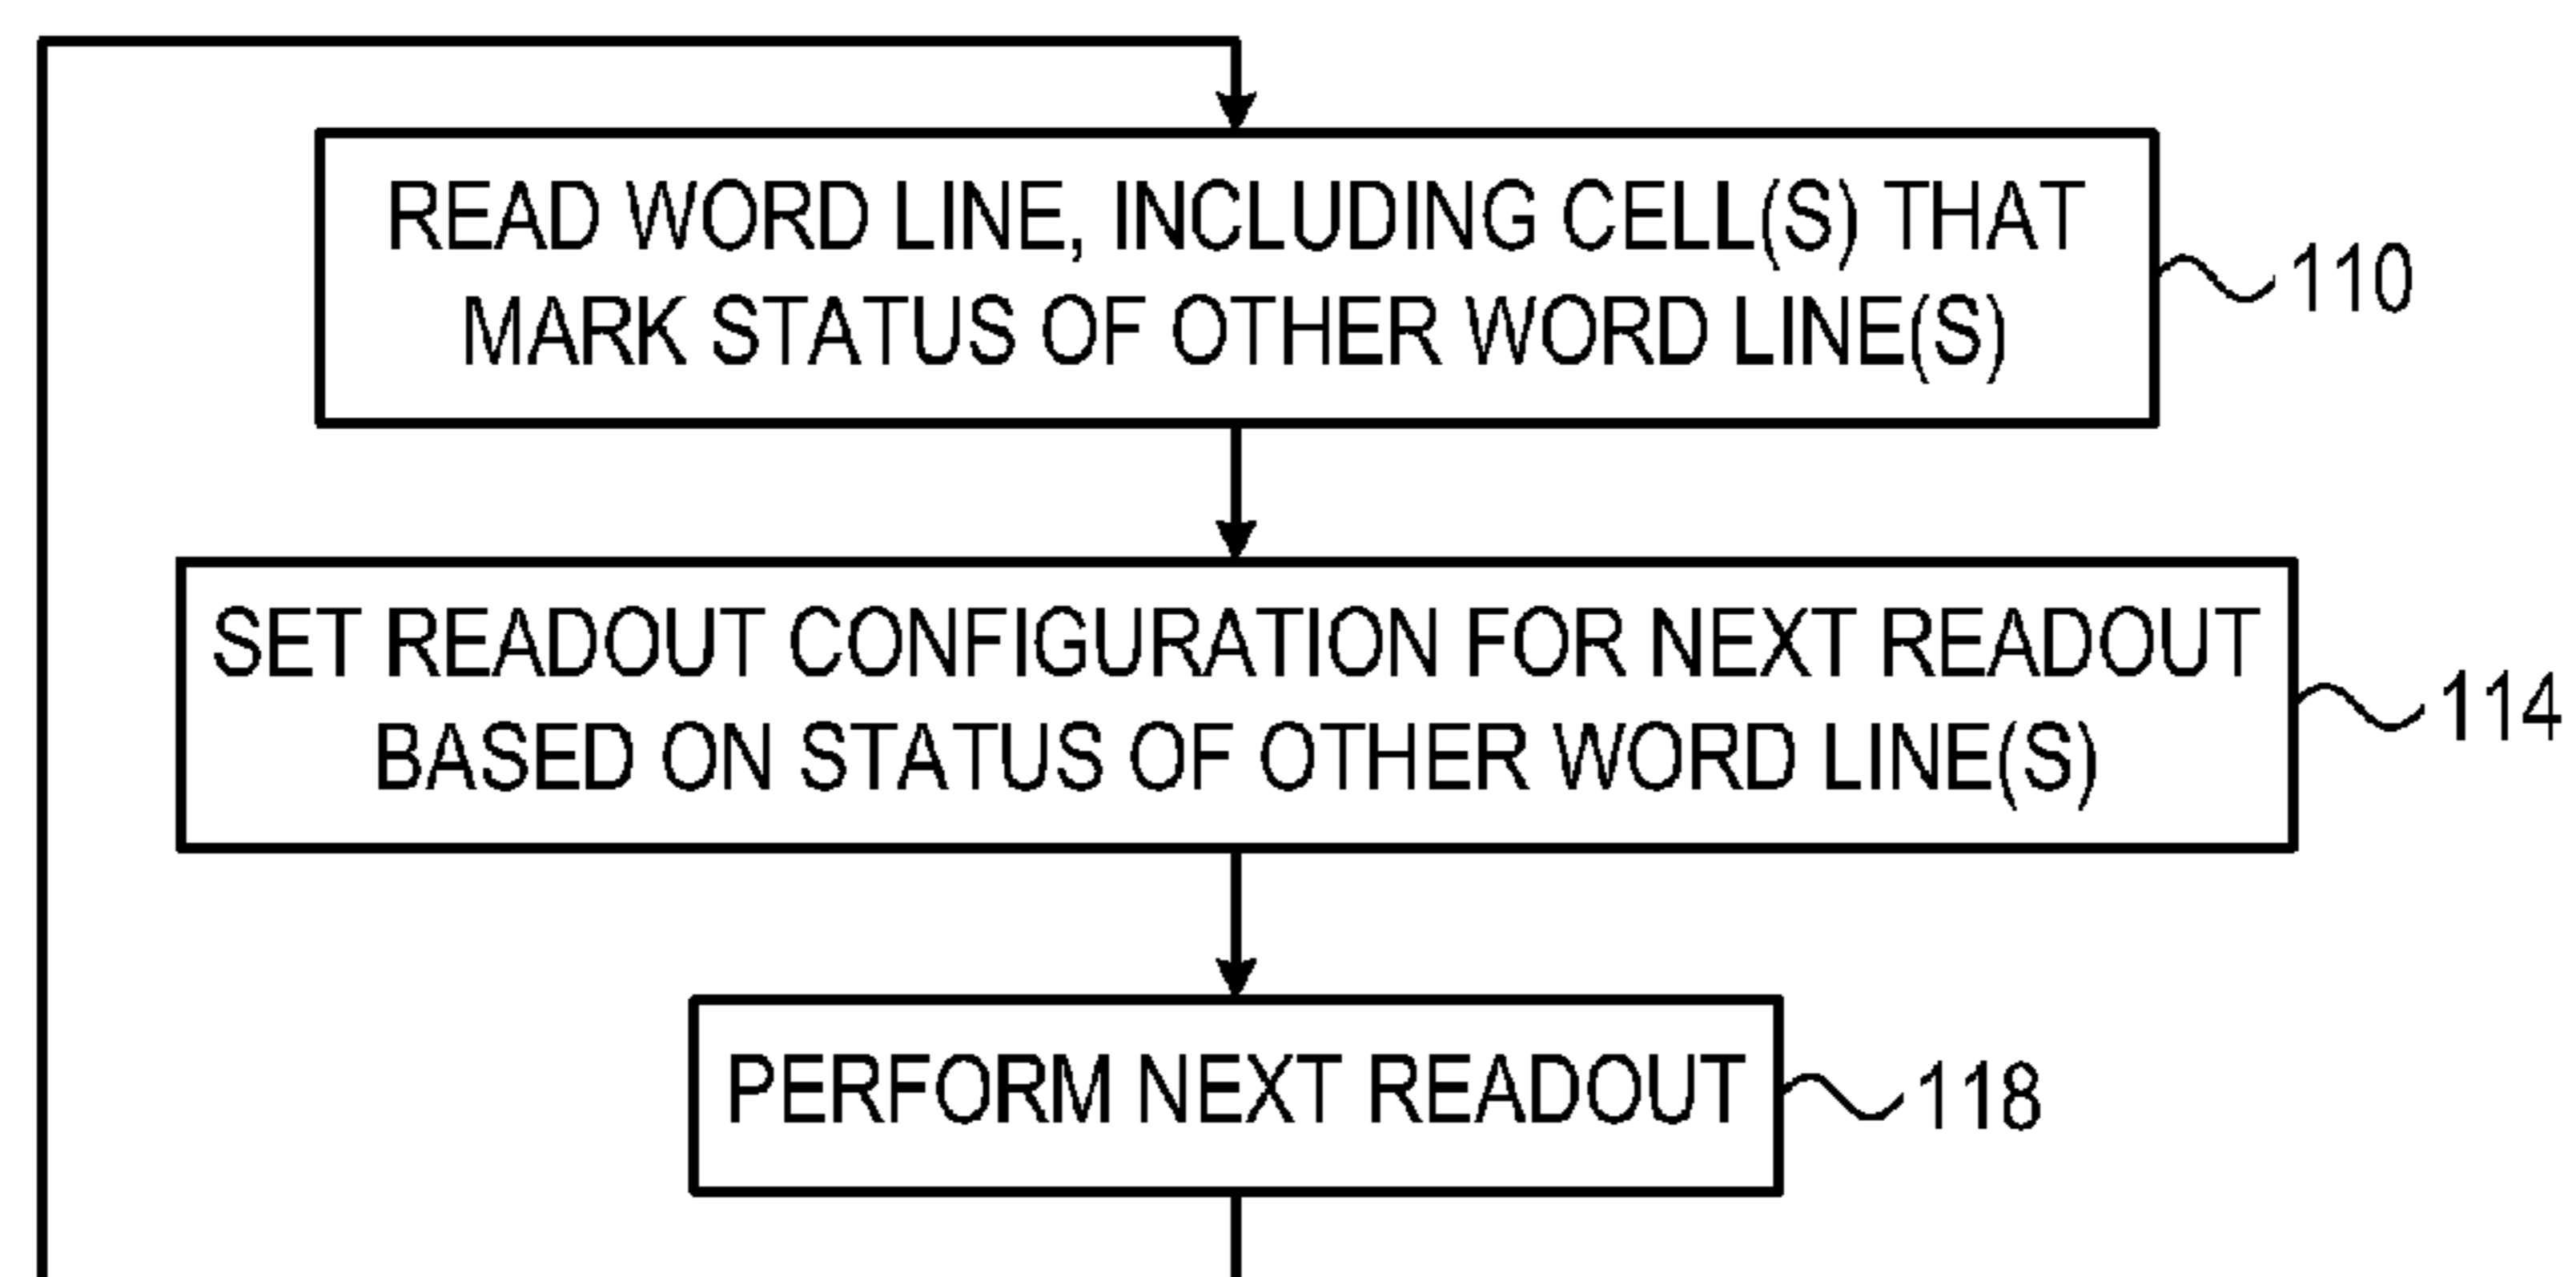 READ WORD LINE, INCLUDING CELL(S) THAT
MARK STATUS OF OTHER WORD LINE(S)
110
SET READOUT CONFIGURATION FOR NEXT READOUT
BASED ON STATUS OF OTHER WORD LINE(S)
114
PERFORM NEXT READOUT
118